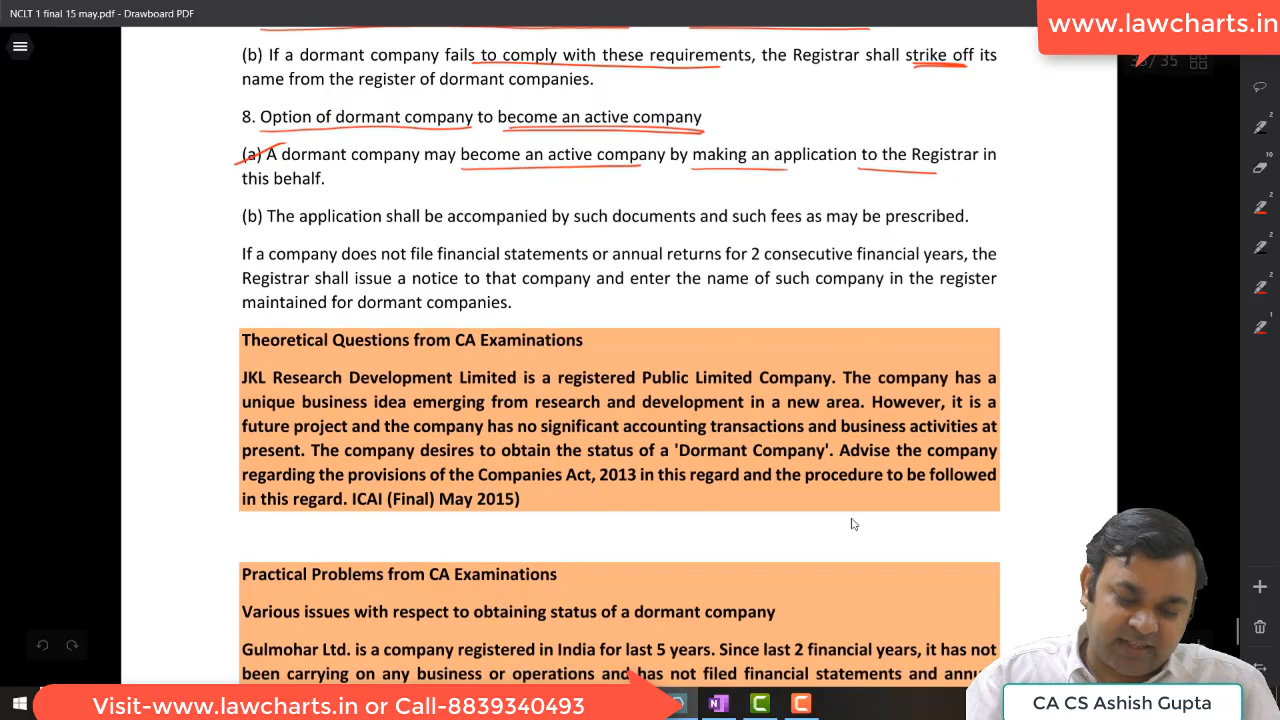 NCLT 1 final 15 may.pdf - Drawboard PDF
www.lawcharts.in
(b) If a dormant company fails to comply with these requirements, the Registrar shall strike off its
name from the register of dormant companies.
8. Option of dormant company to become an active company
(a) A dormant company may become an active company by making an application to the Registrar in
this behalf.
(b) The application shall be accompanied by such documents and such fees as may be prescribed.
If a company does not file financial statements or annual returns for 2 consecutive financial years, the
Registrar shall issue a notice to that company and enter the name of such company in the register
maintained for dormant companies.
Theoretical Questions from CA Examinations
JKL Research Development Limited is a registered Public Limited Company. The company has a
unique business idea emerging from research and development in a new area. However, it is a
future project and the company has no significant accounting transactions and business activities at
present. The company desires to obtain the status of a 'Dormant Company'. Advise the company
regarding the provisions of the Companies Act, 2013 in this regard and the procedure to be followed
in this regard. ICAI (Final) May 2015)
Practical Problems from CA Examinations
Various issues with respect to obtaining status of a dormant company
Gulmohar Ltd. is a company registered in India for last 5 years. Since last 2 financial years, it has not
been carrying on any business or operations and has not filed financial statements and
Visit-www.lawcharts.in or Call-8839340493
CA CS Ashish Gupta